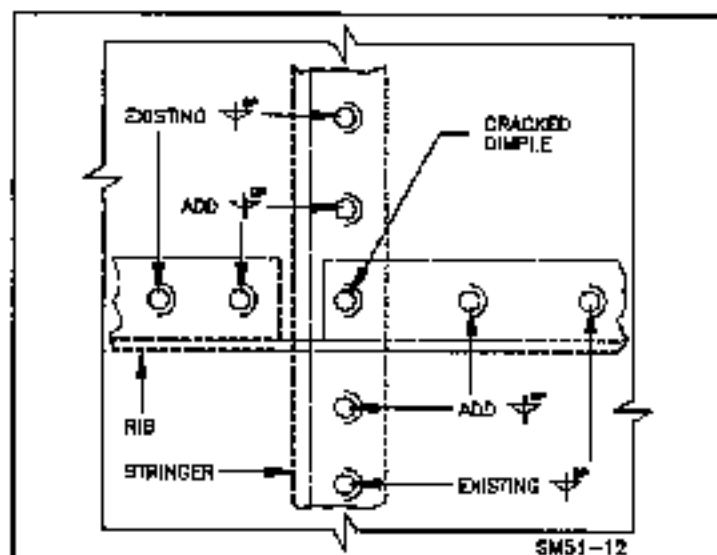 EXISTING
CRACKED
DIMPLE
ADD
RIB
ADD
STRINGER
EXISTING
SM51-12